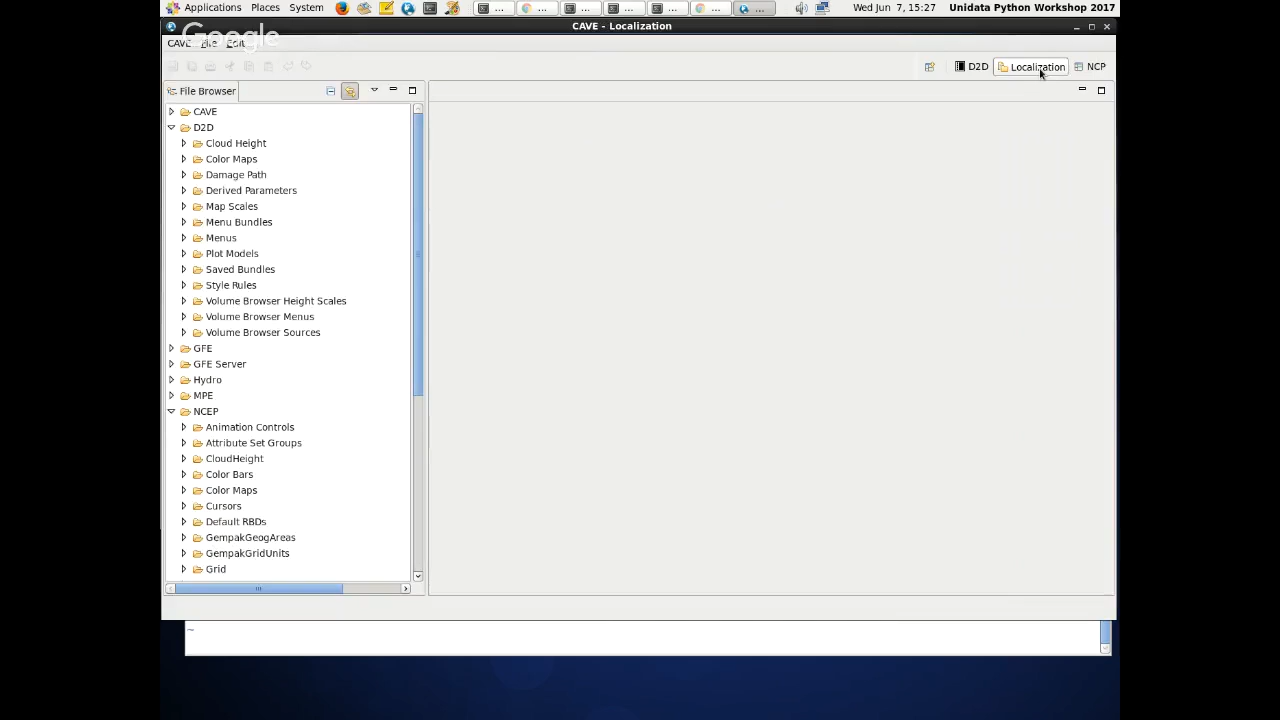 Applications Places System ... ... ... ... ... ... Wed Jun 7, 15:27 Unidata Python Workshop 2017
CAVE - Localization
Google
CAVE File Edit
D2D Localization NCP
File Browser
CAVE
D2D
Cloud Height
Color Maps
Damage Path
Derived Parameters
Map Scales
Menu Bundles
Menus
Plot Models
Saved Bundles
Style Rules
Volume Browser Height Scales
Volume Browser Menus
Volume Browser Sources
GFE
GFE Server
Hydro
MPE
NCEP
Animation Controls
Attribute Set Groups
CloudHeight
Color Bars
Color Maps
Cursors
Default RBDs
GempakGeogAreas
GempakGridUnits
Grid
~